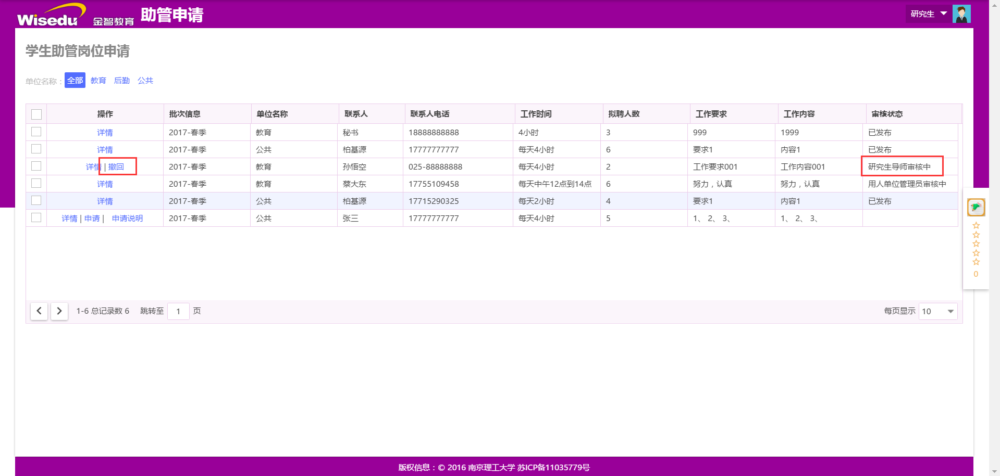 Wisedu 金智教育 助管申请 研究生
学生助管岗位申请
单位名称： 全部 教育 后勤 公共
操作 批次信息 单位名称 联系人 联系人电话 工作时间 拟聘人数 工作要求 工作内容 审核状态
详情 2017-春季 教育 秘书 18888888888 4小时 3 999 1999 已发布
详情 2017-春季 公共 柏基源 17777777777 每天4小时 6 要求1 内容1 已发布
详情 | 撤回 2017-春季 教育 孙悟空 025-88888888 每天4小时 2 工作要求001 工作内容001 研究生导师审核中
详情 2017-春季 教育 蔡大东 17755109458 每天中午12点到14点 6 努力，认真 努力，认真 用人单位管理员审核中
详情 2017-春季 公共 柏基源 17715290325 每天2小时 4 要求1 内容1 已发布
详情 | 申请 | 申请说明 2017-春季 公共 张三 17777777777 每天4小时 5 1、 2、 3、 1、 2、 3、
0
1-6 总记录数 6 跳转至 1 页 每页显示 10
版权信息：© 2016 南京理工大学 苏ICP备11035779号